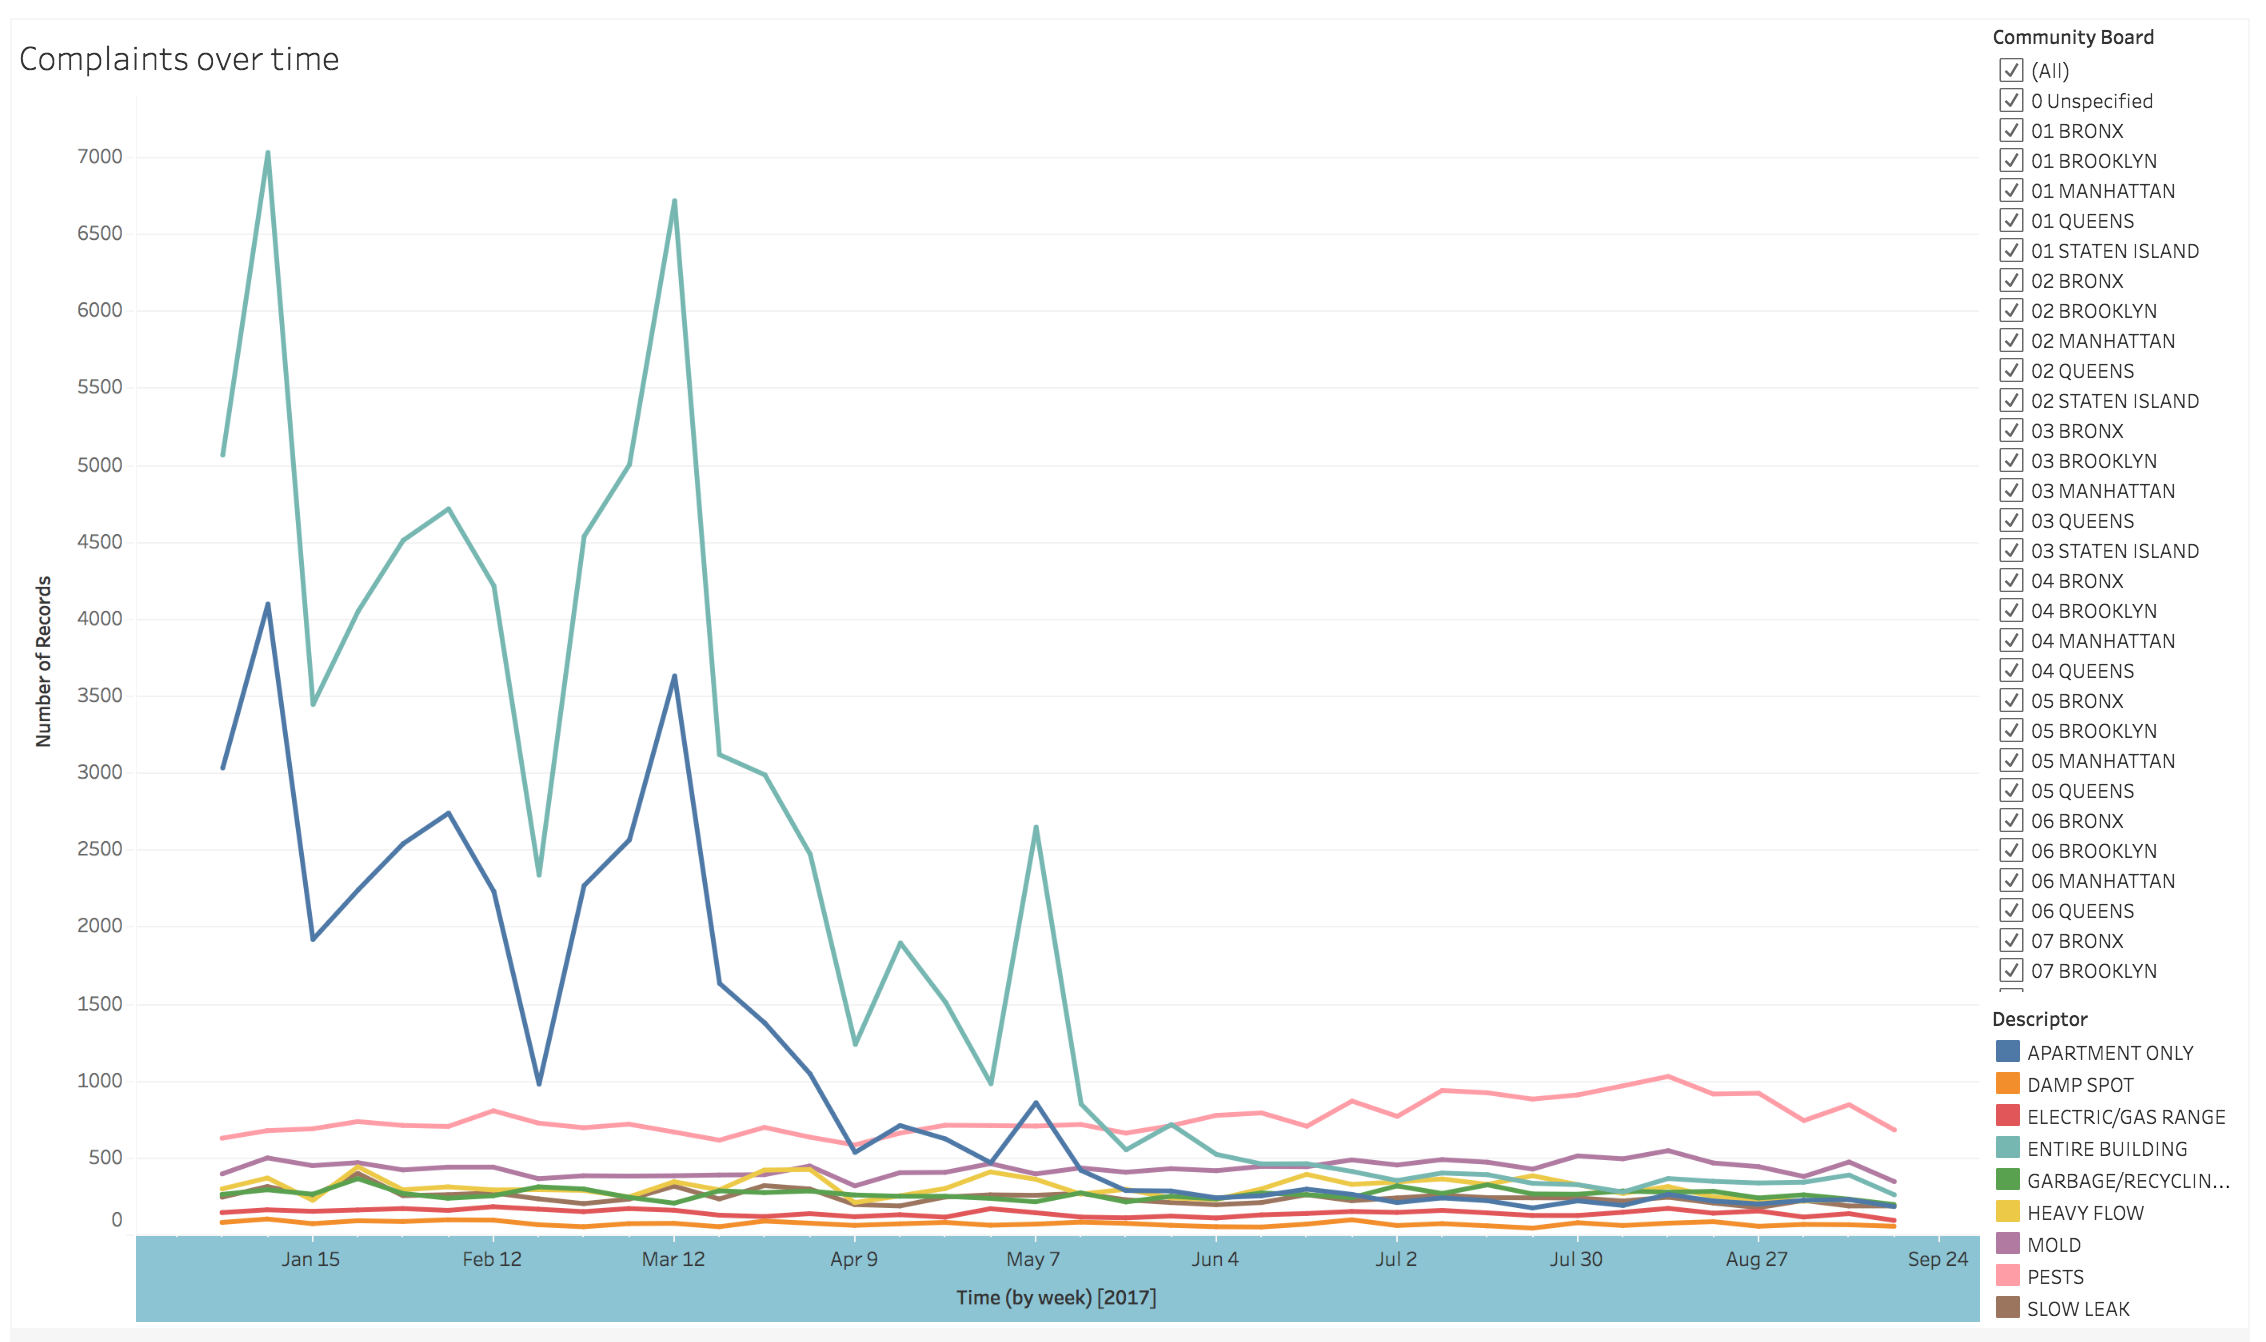 Complaints over time
Number of Records
7000
6500
6000
5500
5000
4500
4000
3500
3000
2500
2000
1500
1000
500
0
Jan 15 Feb 12 Mar 12 Apr 9 May 7 Jun 4 Jul 2 Jul 30 Aug 27 Sep 24
Time (by week) [2017]
Community Board
(All)
0 Unspecified
01 BRONX
01 BROOKLYN
01 MANHATTAN
01 QUEENS
01 STATEN ISLAND
02 BRONX
02 BROOKLYN
02 MANHATTAN
02 QUEENS
02 STATEN ISLAND
03 BRONX
03 BROOKLYN
03 MANHATTAN
03 QUEENS
03 STATEN ISLAND
04 BRONX
04 BROOKLYN
04 MANHATTAN
04 QUEENS
05 BRONX
05 BROOKLYN
05 MANHATTAN
05 QUEENS
06 BRONX
06 BROOKLYN
06 MANHATTAN
06 QUEENS
07 BRONX
07 BROOKLYN
Descriptor
APARTMENT ONLY
DAMP SPOT
ELECTRIC/GAS RANGE
ENTIRE BUILDING
GARBAGE/RECYCLIN...
HEAVY FLOW
MOLD
PESTS
SLOW LEAK